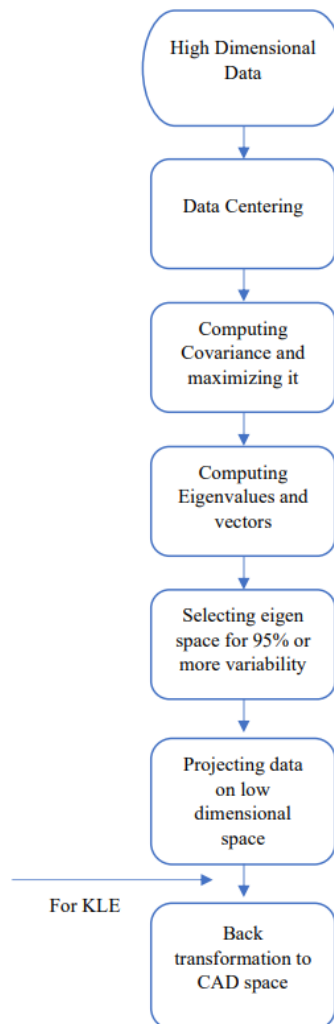 High Dimensional
Data
Data Centering
Computing
Covariance and
maximizing it
Computing
Eigenvalues and
vectors
Selecting eigen
space for 95% or
more variability
Projecting data
on low
dimensional
space
For KLE
Back
transformation to
CAD space